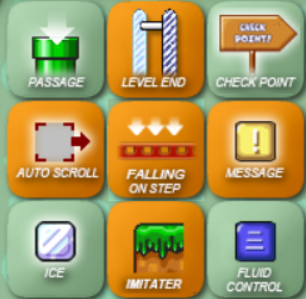 PASSAGE
LEVEL END
CHECK
POINT!
CHECK POINT
AUTO SCROLL
FALLING
ON STEP
!
MESSAGE
ICE
IMITATER
FLUID
CONTROL